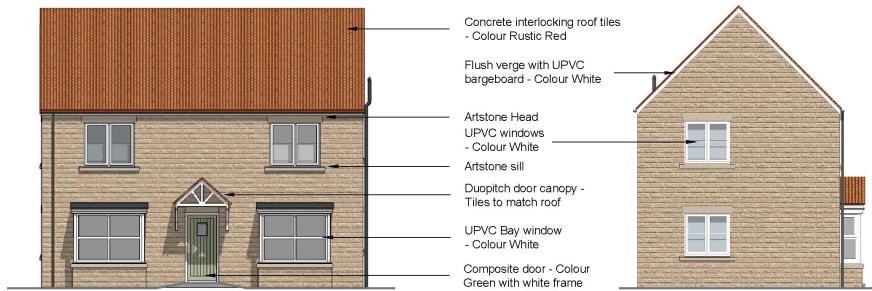 Concrete interlocking roof tiles
- Colour Rustic Red
Flush verge with UPVC
bargeboard - Colour White
Artstone Head
UPVC windows
- Colour White
Artstone sill
Duopitch door canopy -
Tiles to match roof
UPVC Bay window
- Colour White
Composite door - Colour
Green with white frame